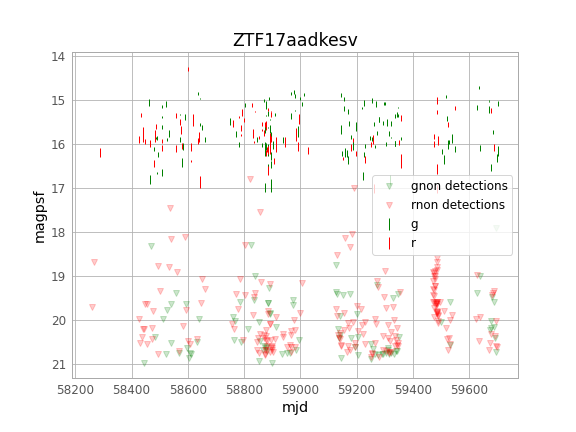 ZTF17aadkesv
magpsf
14
15
16
17
18
19
20
21
gnon detections
rnon detections
g
r
58200 58400 58600 58800 59000 59200 59400 59600
mjd